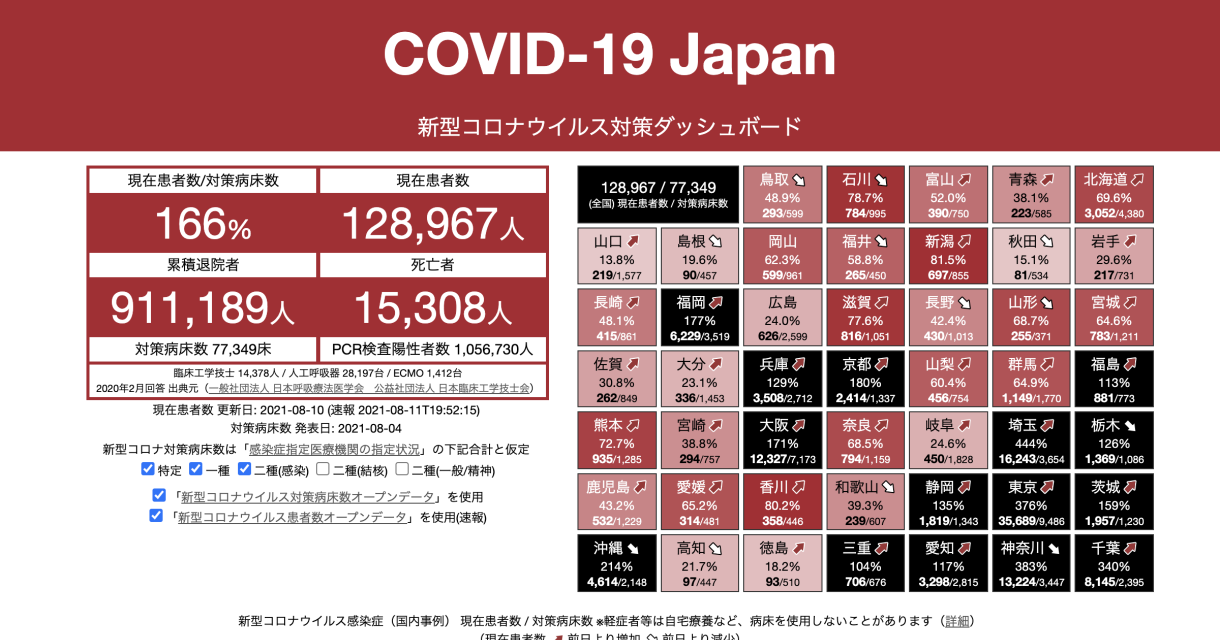 COVID-19 Japan
新型コロナウイルス対策ダッシュボード
現在患者数/対策病床数 現在患者数
166% 128,967人
累積退院者 死亡者
911,189人 15,308人
対策病床数 77,349床 PCR検査陽性者数 1,056,730人
臨床工学技士 14,378人 / 人工呼吸器 28,197台 / ECMO 1,412台
2020年2月回答 出典元（一般社団法人 日本呼吸療法医学会　公益社団法人 日本臨床工学技士会）
現在患者数 更新日: 2021-08-10 (速報 2021-08-11T19:52:15)
対策病床数 発表日: 2021-08-04
新型コロナ対策病床数は「感染症指定医療機関の指定状況」の下記合計と仮定
特定 一種 二種(感染) 二種(結核) 二種(一般/精神)
「新型コロナウイルス対策病床数オープンデータ」を使用
「新型コロナウイルス患者数オープンデータ」を使用(速報)
128,967 / 77,349
(全国) 現在患者数 / 対策病床数
鳥取
48.9%
293/599
石川
78.7%
784/995
富山
52.0%
390/750
青森
38.1%
223/585
北海道
69.6%
3,052/4,380
山口
13.8%
219/1,577
島根
19.6%
90/457
岡山
62.3%
599/961
福井
58.8%
265/450
新潟
81.5%
697/855
秋田
15.1%
81/534
岩手
29.6%
217/731
長崎
48.1%
415/861
福岡
177%
6,229/3,519
広島
24.0%
626/2,599
滋賀
77.6%
816/1,051
長野
42.4%
430/1,013
山形
68.7%
255/371
宮城
64.6%
783/1,211
佐賀
30.8%
262/849
大分
23.1%
336/1,453
兵庫
129%
3,508/2,712
京都
180%
2,414/1,337
山梨
60.4%
456/754
群馬
64.9%
1,149/1,770
福島
113%
881/773
熊本
72.7%
935/1,285
宮崎
38.8%
294/757
大阪
171%
12,327/7,173
奈良
68.5%
794/1,159
岐阜
24.6%
450/1,828
埼玉
444%
16,243/3,654
栃木
126%
1,369/1,086
鹿児島
43.2%
532/1,229
愛媛
65.2%
314/481
香川
80.2%
358/446
和歌山
39.3%
239/607
静岡
135%
1,819/1,343
東京
376%
35,689/9,486
茨城
159%
1,957/1,230
沖縄
214%
4,614/2,148
高知
21.7%
97/447
徳島
18.2%
93/510
三重
104%
706/676
愛知
117%
3,298/2,815
神奈川
383%
13,224/3,447
千葉
340%
8,145/2,395
新型コロナウイルス感染症（国内事例） 現在患者数 / 対策病床数 ※軽症者等は自宅療養など、病床を使用しないことがあります（詳細）
（現在患者数 前日より増加 前日より減少）